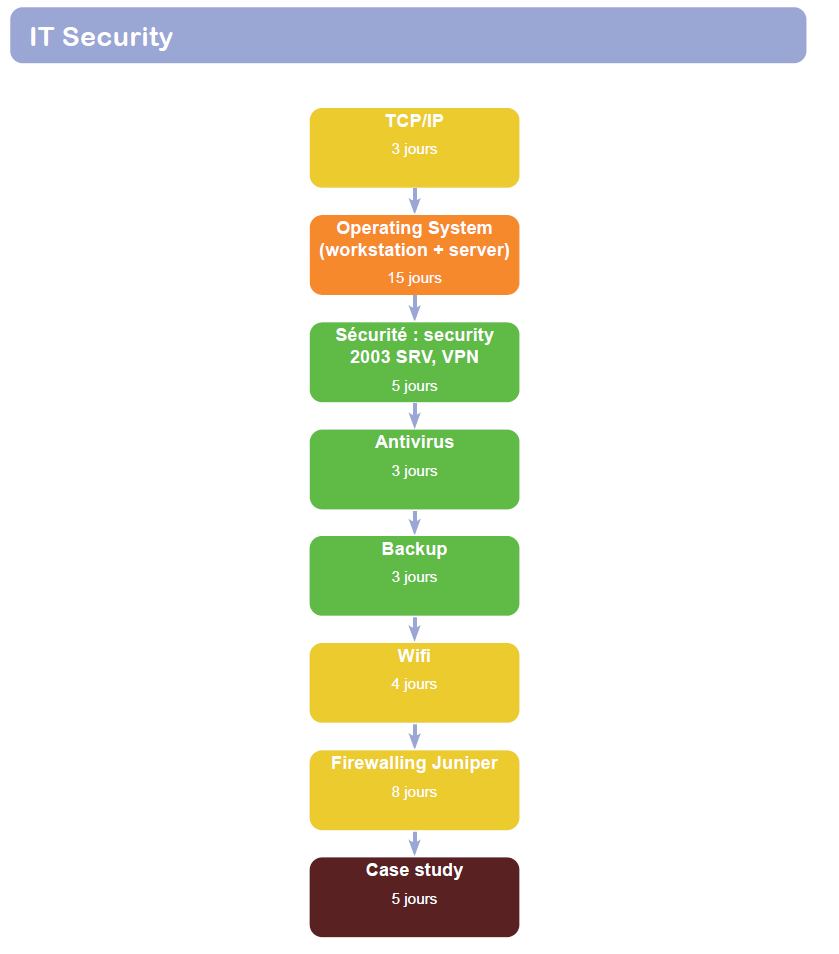 IT Security
TCP/IP
3 jours
Operating System
(workstation + server)
15 jours
Sécurité : security
2003 SRV, VPN
5 jours
Antivirus
3 jours
Backup
3 jours
Wifi
4 jours
Firewalling Juniper
8 jours
Case study
5 jours